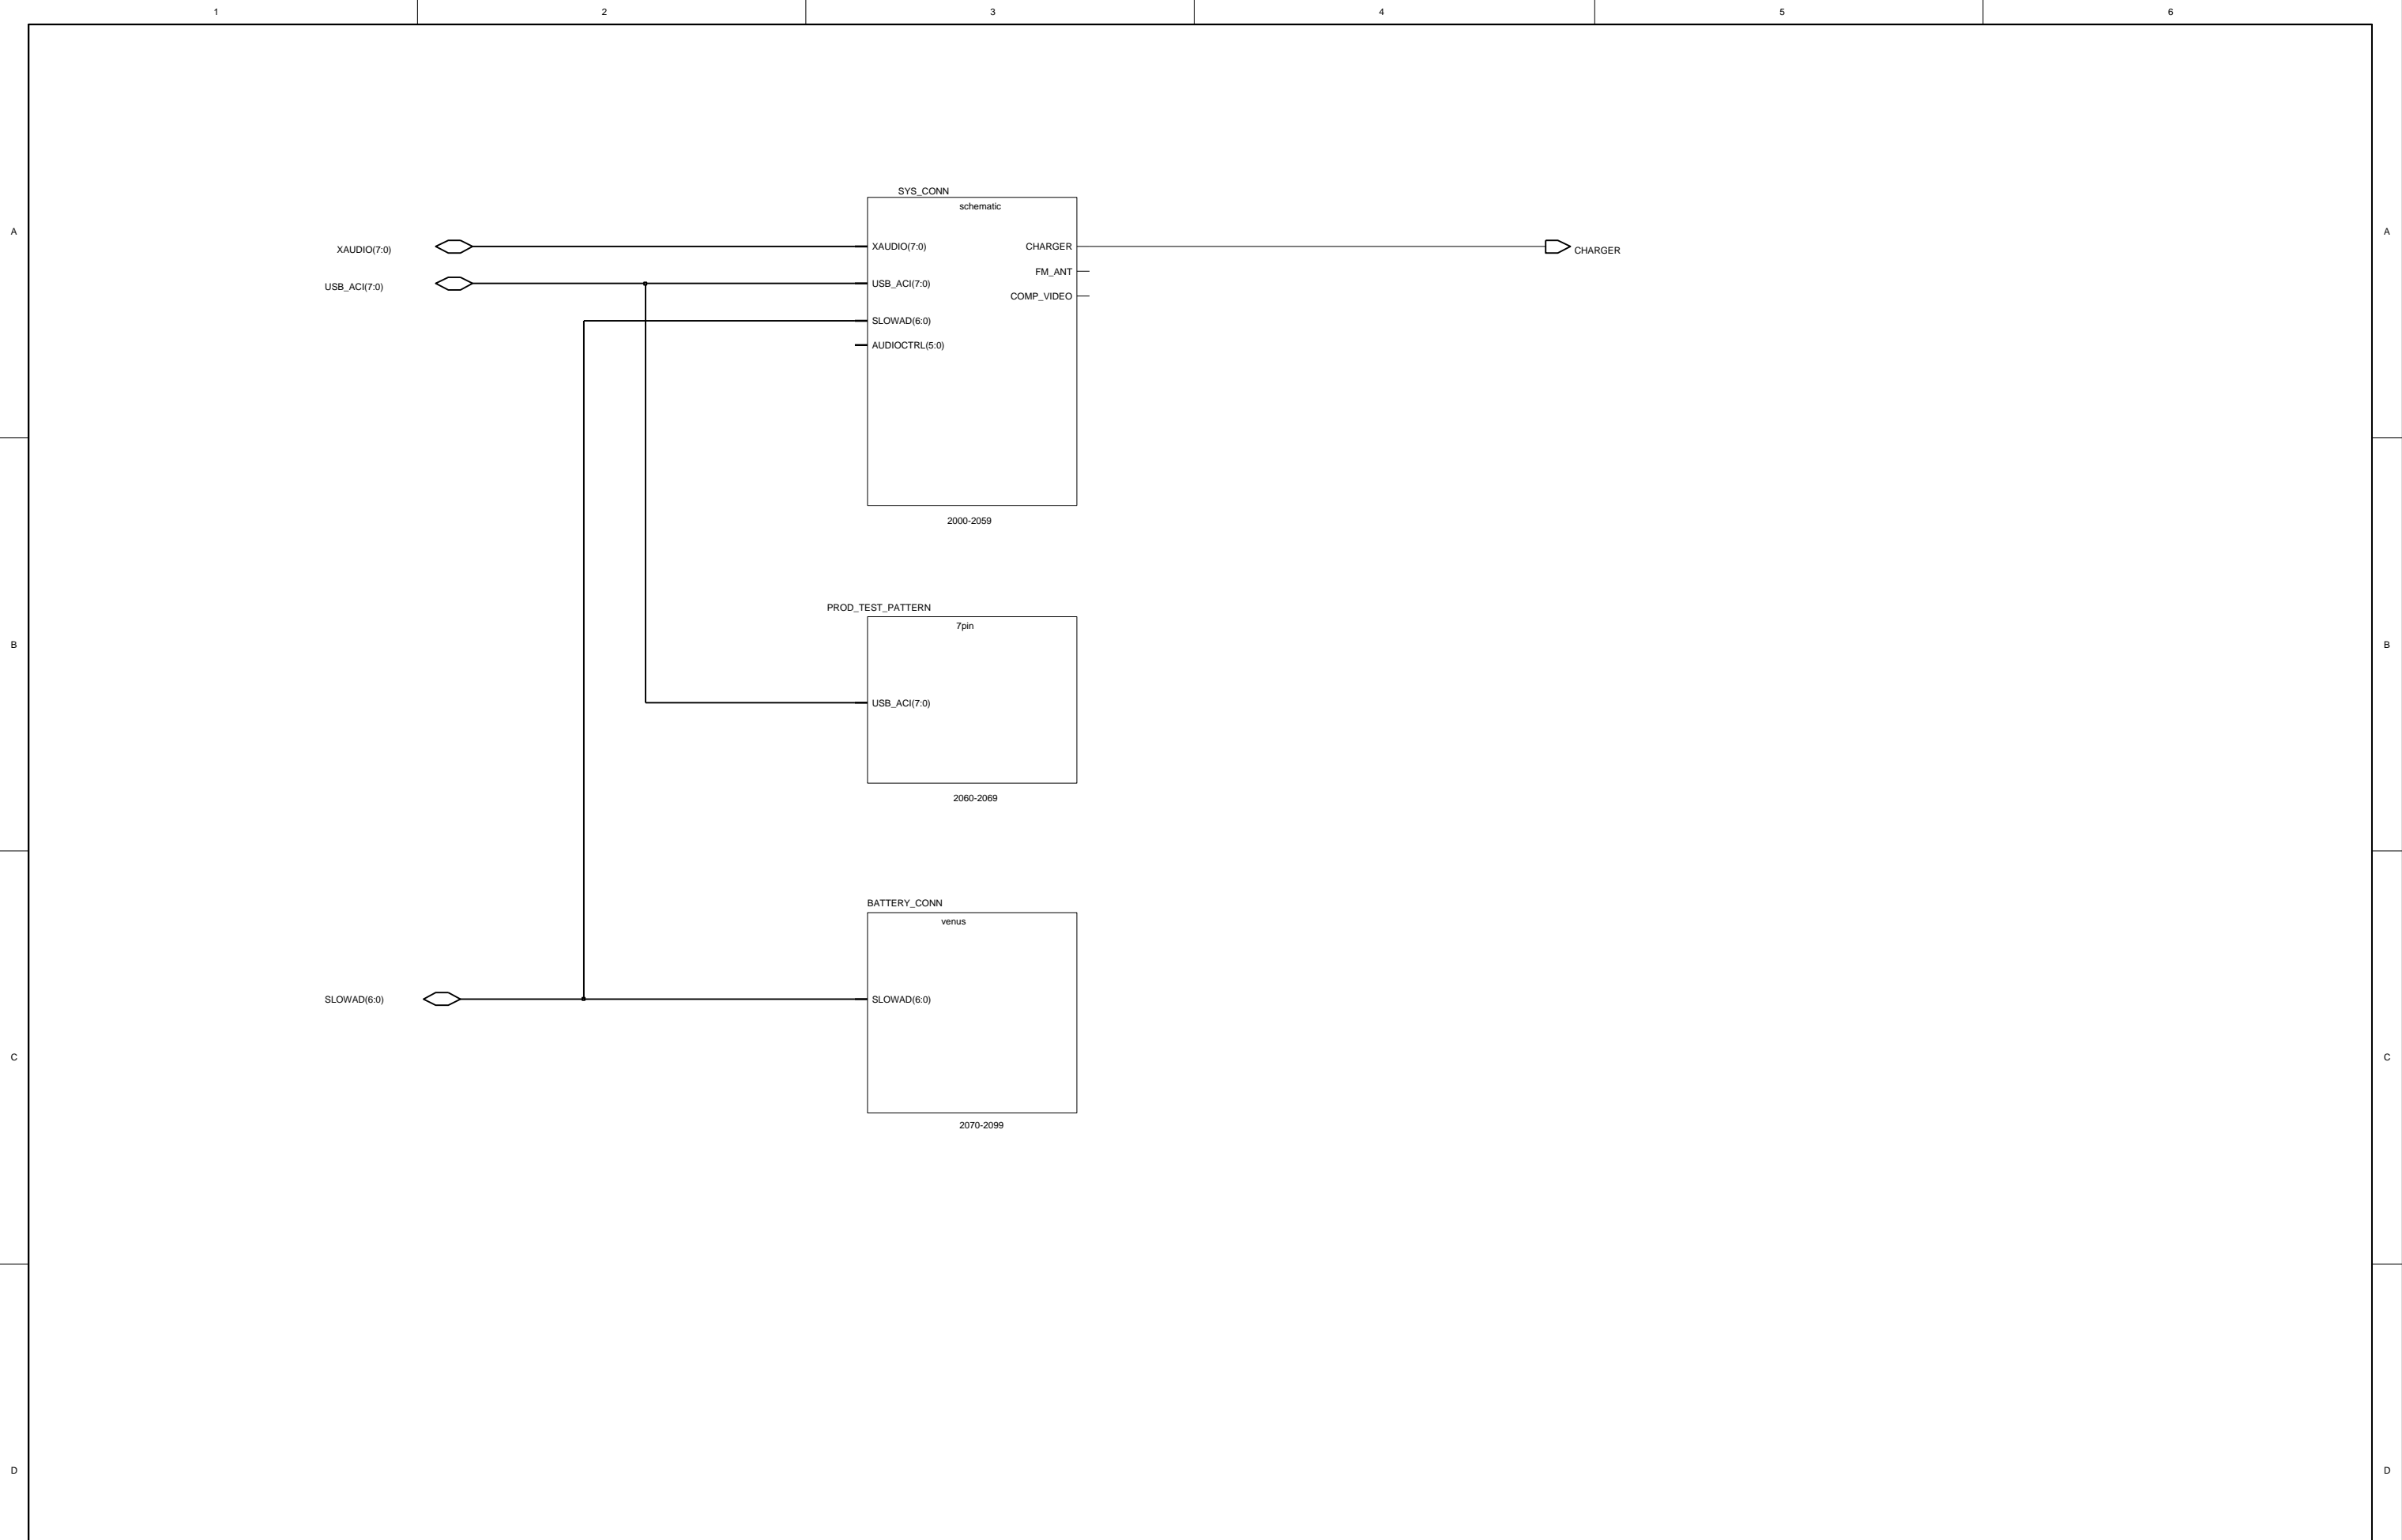 1 2 3 4 5 6
SYS_CONN
schematic
A XAUDIO(7:0) XAUDIO(7:0) CHARGER CHARGER A
FM_ANT
USB_ACI(7:0) USB_ACI(7:0)
COMP_VIDEO
SLOWAD(6:0)
AUDIOCTRL(5:0)
2000-2059
PROD_TEST_PATTERN
7pin
B B
USB_ACI(7:0)
2060-2069
BATTERY_CONN
venus
SLOWAD(6:0) SLOWAD(6:0)
C C
2070-2099
D D